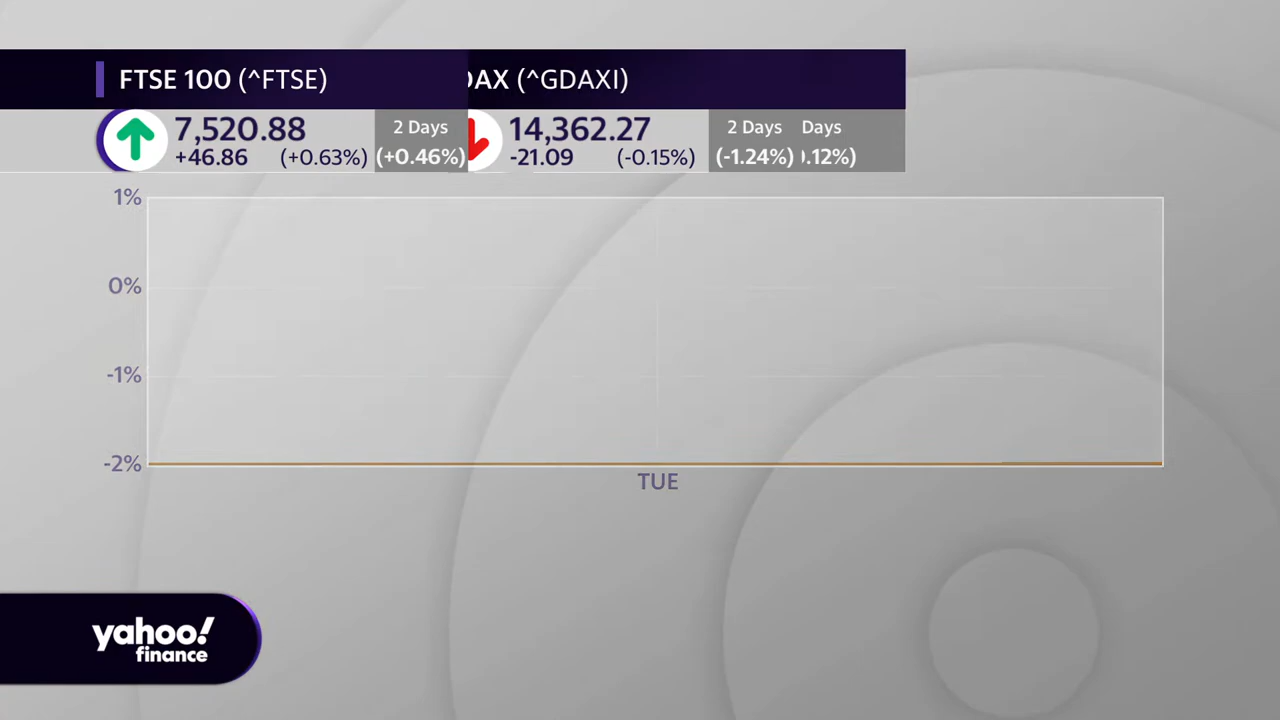 FTSE 100 (^FTSE)
DAX (^GDAXI)
7,520.88
+46.86 (+0.63%)
2 Days
(+0.46%)
14,362.27
-21.09 (-0.15%)
2 Days
(-1.24%)
Days
.12%)
1%
0%
-1%
-2%
TUE
yahoo!
finance